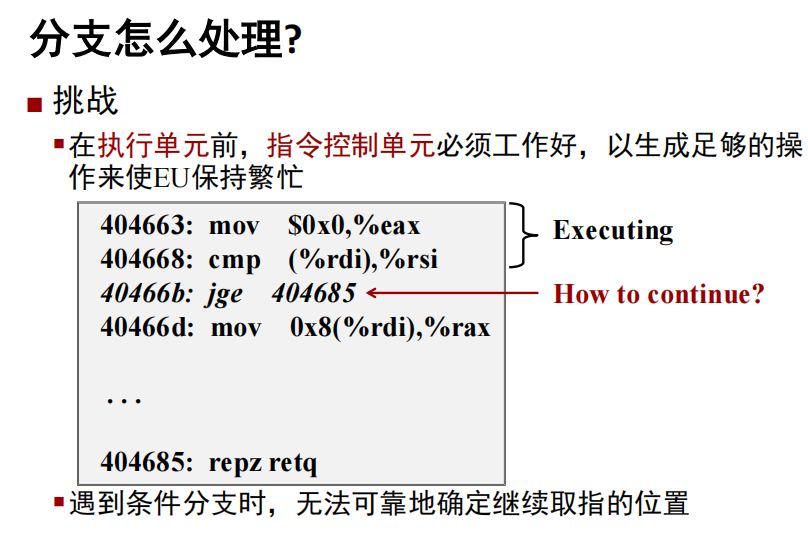 分支怎么处理?
■ 挑战
▪在执行单元前，指令控制单元必须工作好，以生成足够的操
作来使EU保持繁忙
404663: mov $0x0,%eax
404668: cmp (%rdi),%rsi
Executing
40466b: jge 404685
How to continue?
40466d: mov 0x8(%rdi),%rax
. . .
404685: repz retq
▪遇到条件分支时，无法可靠地确定继续取指的位置